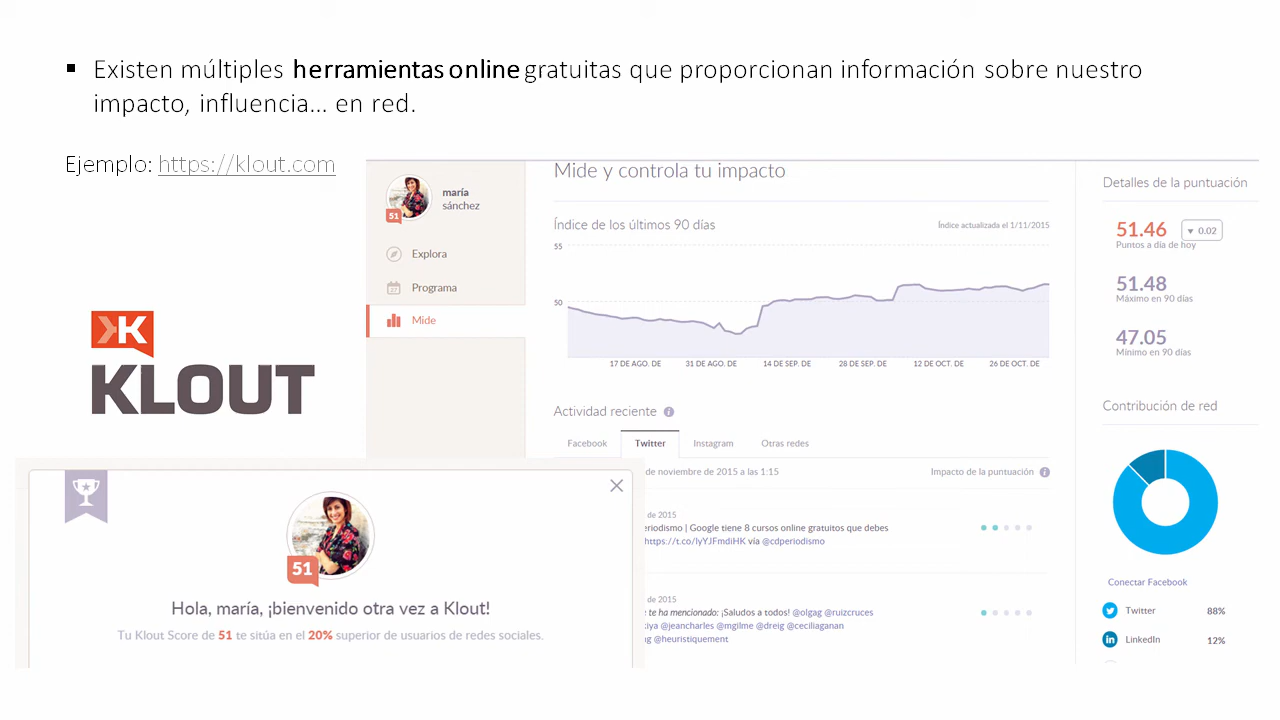 ▪ Existen múltiples herramientas online gratuitas que proporcionan información sobre nuestro
impacto, influencia... en red.
Ejemplo: https://klout.com
KLOUT
maría
sánchez
51
Explora
Programa
Mide
Mide y controla tu impacto
Índice de los últimos 90 días
Índice actualizada el 1/11/2015
55
50
17 DE AGO. DE 31 DE AGO. DE 14 DE SEP. DE 28 DE SEP. DE 12 DE OCT. DE 26 DE OCT. DE
Actividad reciente
Facebook Twitter Instagram Otras redes
de noviembre de 2015 a las 1:15 Impacto de la puntuación
de 2015
eriodismo | Google tiene 8 cursos online gratuitos que debes
https://t.co/lyYJFmdiHK vía @cdperiodismo
de 2015
te ha mencionado: ¡Saludos a todos! @olgag @ruizcruces
iya @jeancharles @mgilme @dreig @ceciliaganan
g @heuristiquement
Detalles de la puntuación
51.46 ▼ 0.02
Puntos a día de hoy
51.48
Máximo en 90 días
47.05
Mínimo en 90 días
Contribución de red
Conectar Facebook
Twitter 88%
LinkedIn 12%
51
Hola, maría, ¡bienvenido otra vez a Klout!
Tu Klout Score de 51 te sitúa en el 20% superior de usuarios de redes sociales.